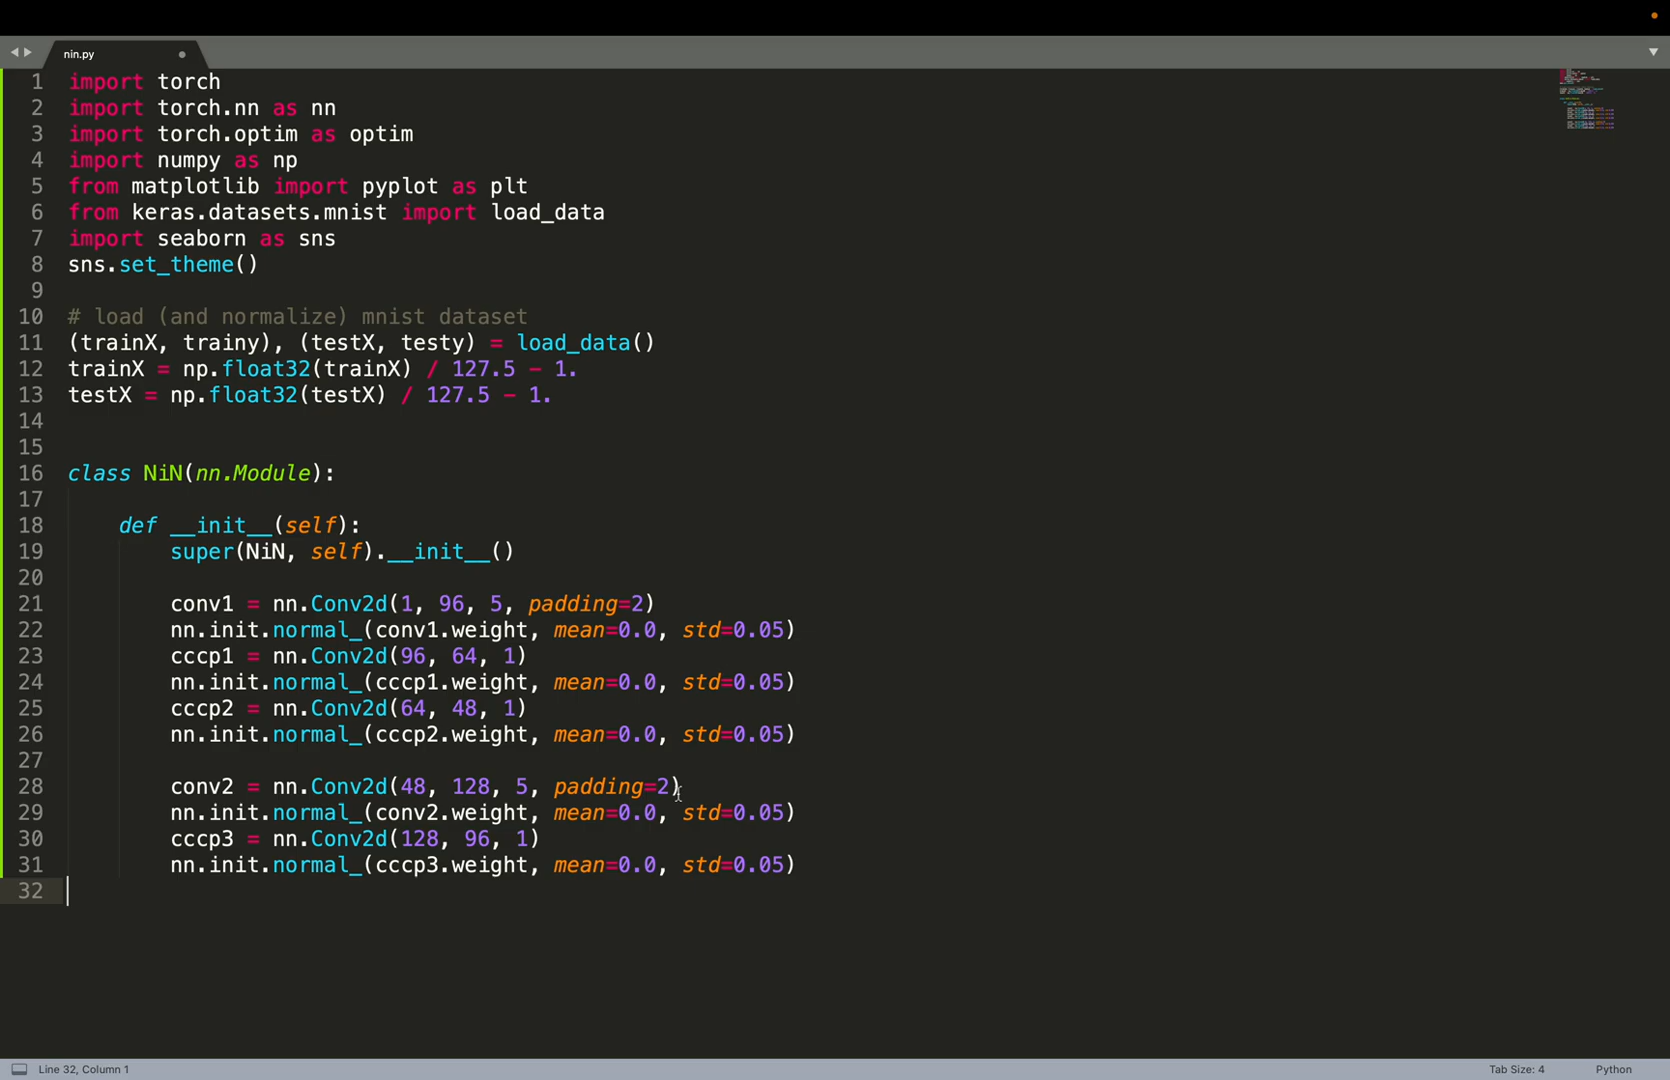 nin.py
1 import torch
2 import torch.nn as nn
3 import torch.optim as optim
4 import numpy as np
5 from matplotlib import pyplot as plt
6 from keras.datasets.mnist import load_data
7 import seaborn as sns
8 sns.set_theme()
9
10 # load (and normalize) mnist dataset
11 (trainX, trainy), (testX, testy) = load_data()
12 trainX = np.float32(trainX) / 127.5 - 1.
13 testX = np.float32(testX) / 127.5 - 1.
14
15
16 class NiN(nn.Module):
17
18 def __init__(self):
19 super(NiN, self).__init__()
20
21 conv1 = nn.Conv2d(1, 96, 5, padding=2)
22 nn.init.normal_(conv1.weight, mean=0.0, std=0.05)
23 cccp1 = nn.Conv2d(96, 64, 1)
24 nn.init.normal_(cccp1.weight, mean=0.0, std=0.05)
25 cccp2 = nn.Conv2d(64, 48, 1)
26 nn.init.normal_(cccp2.weight, mean=0.0, std=0.05)
27
28 conv2 = nn.Conv2d(48, 128, 5, padding=2)
29 nn.init.normal_(conv2.weight, mean=0.0, std=0.05)
30 cccp3 = nn.Conv2d(128, 96, 1)
31 nn.init.normal_(cccp3.weight, mean=0.0, std=0.05)
32
Line 32, Column 1
Tab Size: 4
Python